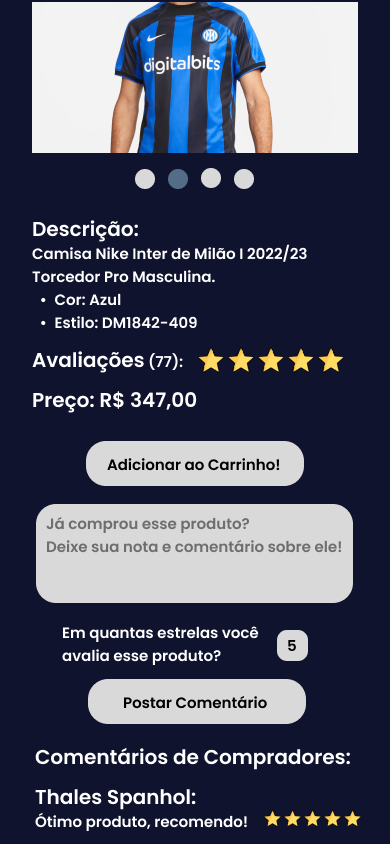 digitalbits
Descrição:
Camisa Nike Inter de Milão I 2022/23
Torcedor Pro Masculina.
• Cor: Azul
• Estilo: DM1842-409
Avaliações (77):
Preço: R$ 347,00
Adicionar ao Carrinho!
Já comprou esse produto?
Deixe sua nota e comentário sobre ele!
Em quantas estrelas você
avalia esse produto?
5
Postar Comentário
Comentários de Compradores:
Thales Spanhol:
Ótimo produto, recomendo!